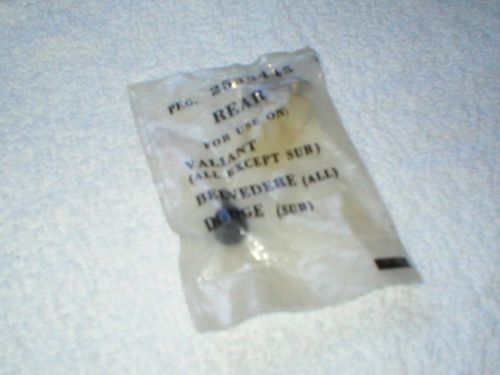 PKG.
REAR
FOR USE ON:
VALIANT
(ALL EXCEPT SUB)
BELVEDERE (ALL)
DODGE (SUB)